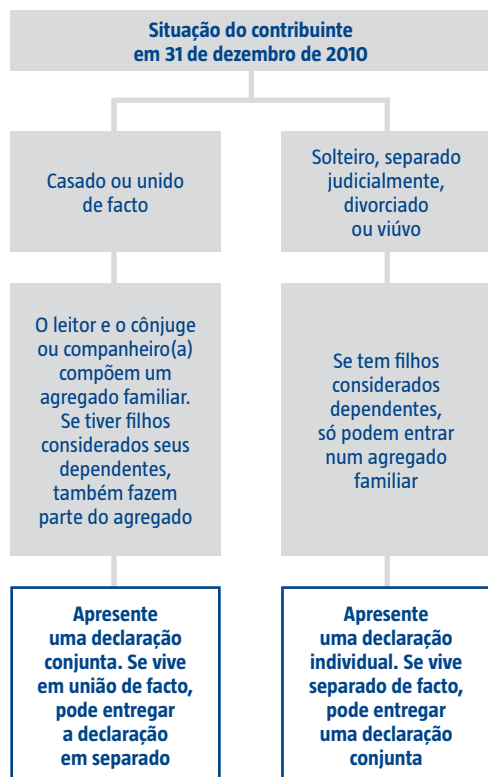 Situação do contribuinte
em 31 de dezembro de 2010
Casado ou unido
de facto
Solteiro, separado
judicialmente,
divorciado
ou viúvo
O leitor e o cônjuge
ou companheiro(a)
compõem um
agregado familiar.
Se tiver filhos
considerados seus
dependentes,
também fazem
parte do agregado
Se tem filhos
considerados
dependentes,
só podem entrar
num agregado
familiar
Apresente
uma declaração
conjunta. Se vive
em união de facto,
pode entregar
a declaração
em separado
Apresente
uma declaração
individual. Se vive
separado de facto,
pode entregar
uma declaração
conjunta